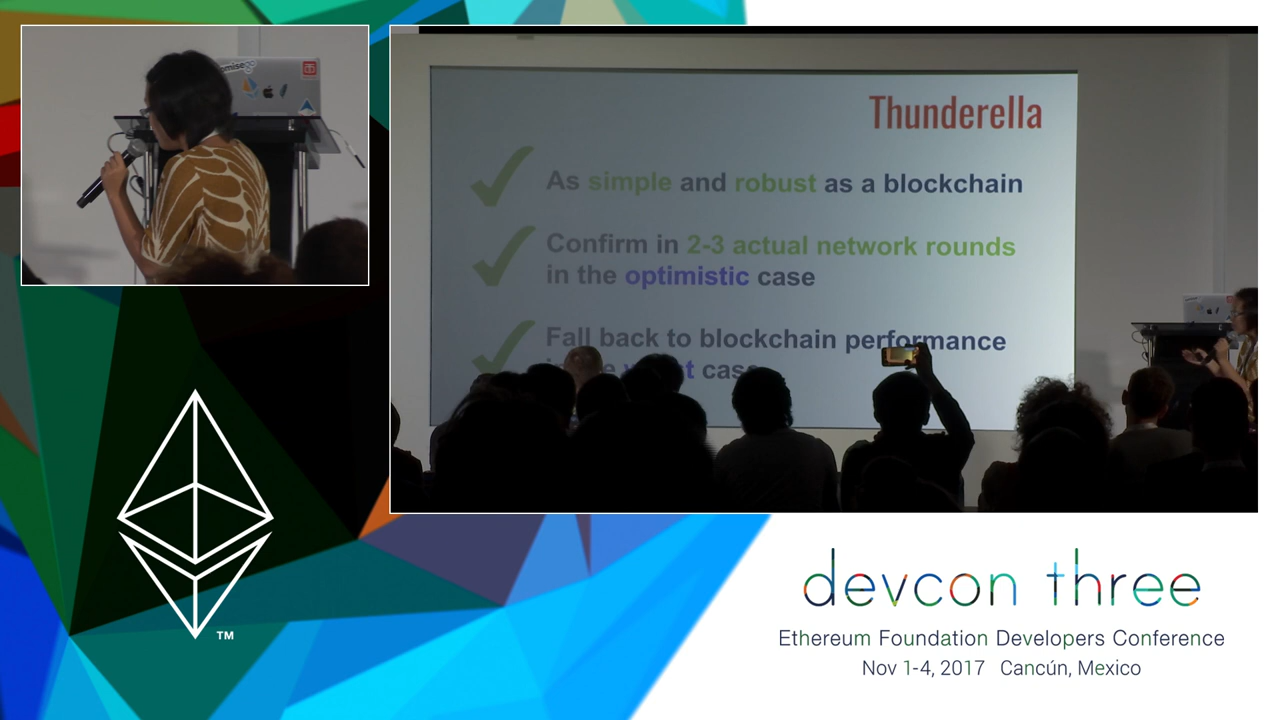 Thunderella
As simple and robust as a blockchain
Confirm in 2-3 actual network rounds
in the optimistic case
Fall back to blockchain performance
case
TM
devcon three
Ethereum Foundation Developers Conference
Nov 1-4, 2017 Cancún, Mexico